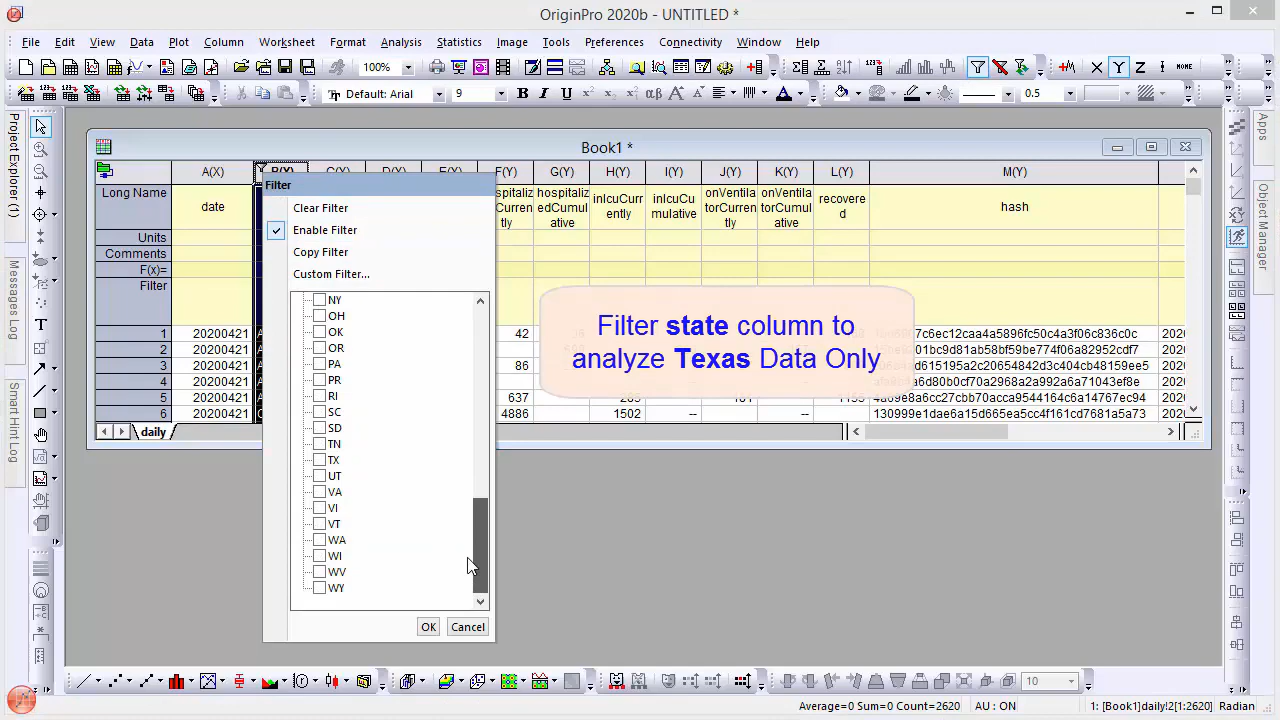 OriginPro 2020b - UNTITLED *
File Edit View Data Plot Column Worksheet Format Analysis Statistics Image Tools Preferences Connectivity Window Help
100%
Default: Arial 9 B I U 0.5
Project Explorer (1)
Messages Log
Smart Hint Log
Apps
Object Manager
Book1 *
A(X) F(Y) G(Y) H(Y) I(Y) J(Y) K(Y) L(Y) M(Y)
Long Name date hospitalizedCumulative inIcuCurrently inIcuCumulative onVentilatorCurrently onVentilatorCumulative recovered hash
Units
Comments
F(x)=
Filter
1 20200421 42
2 20200421
3 20200421 86
4 20200421
5 20200421 637
6 20200421 4886 1502 -- -- 130999e1dae6a15d665ea5cc4f161cd7681a5a73
daily
Filter
Clear Filter
Enable Filter
Copy Filter
Custom Filter...
NY
OH
OK
OR
PA
PR
RI
SC
SD
TN
TX
UT
VA
VI
VT
WA
WI
WV
WY
OK Cancel
Filter state column to
analyze Texas Data Only
10
Average=0 Sum=0 Count=2620 AU : ON 1: [Book1]daily!2[1:2620] Radian